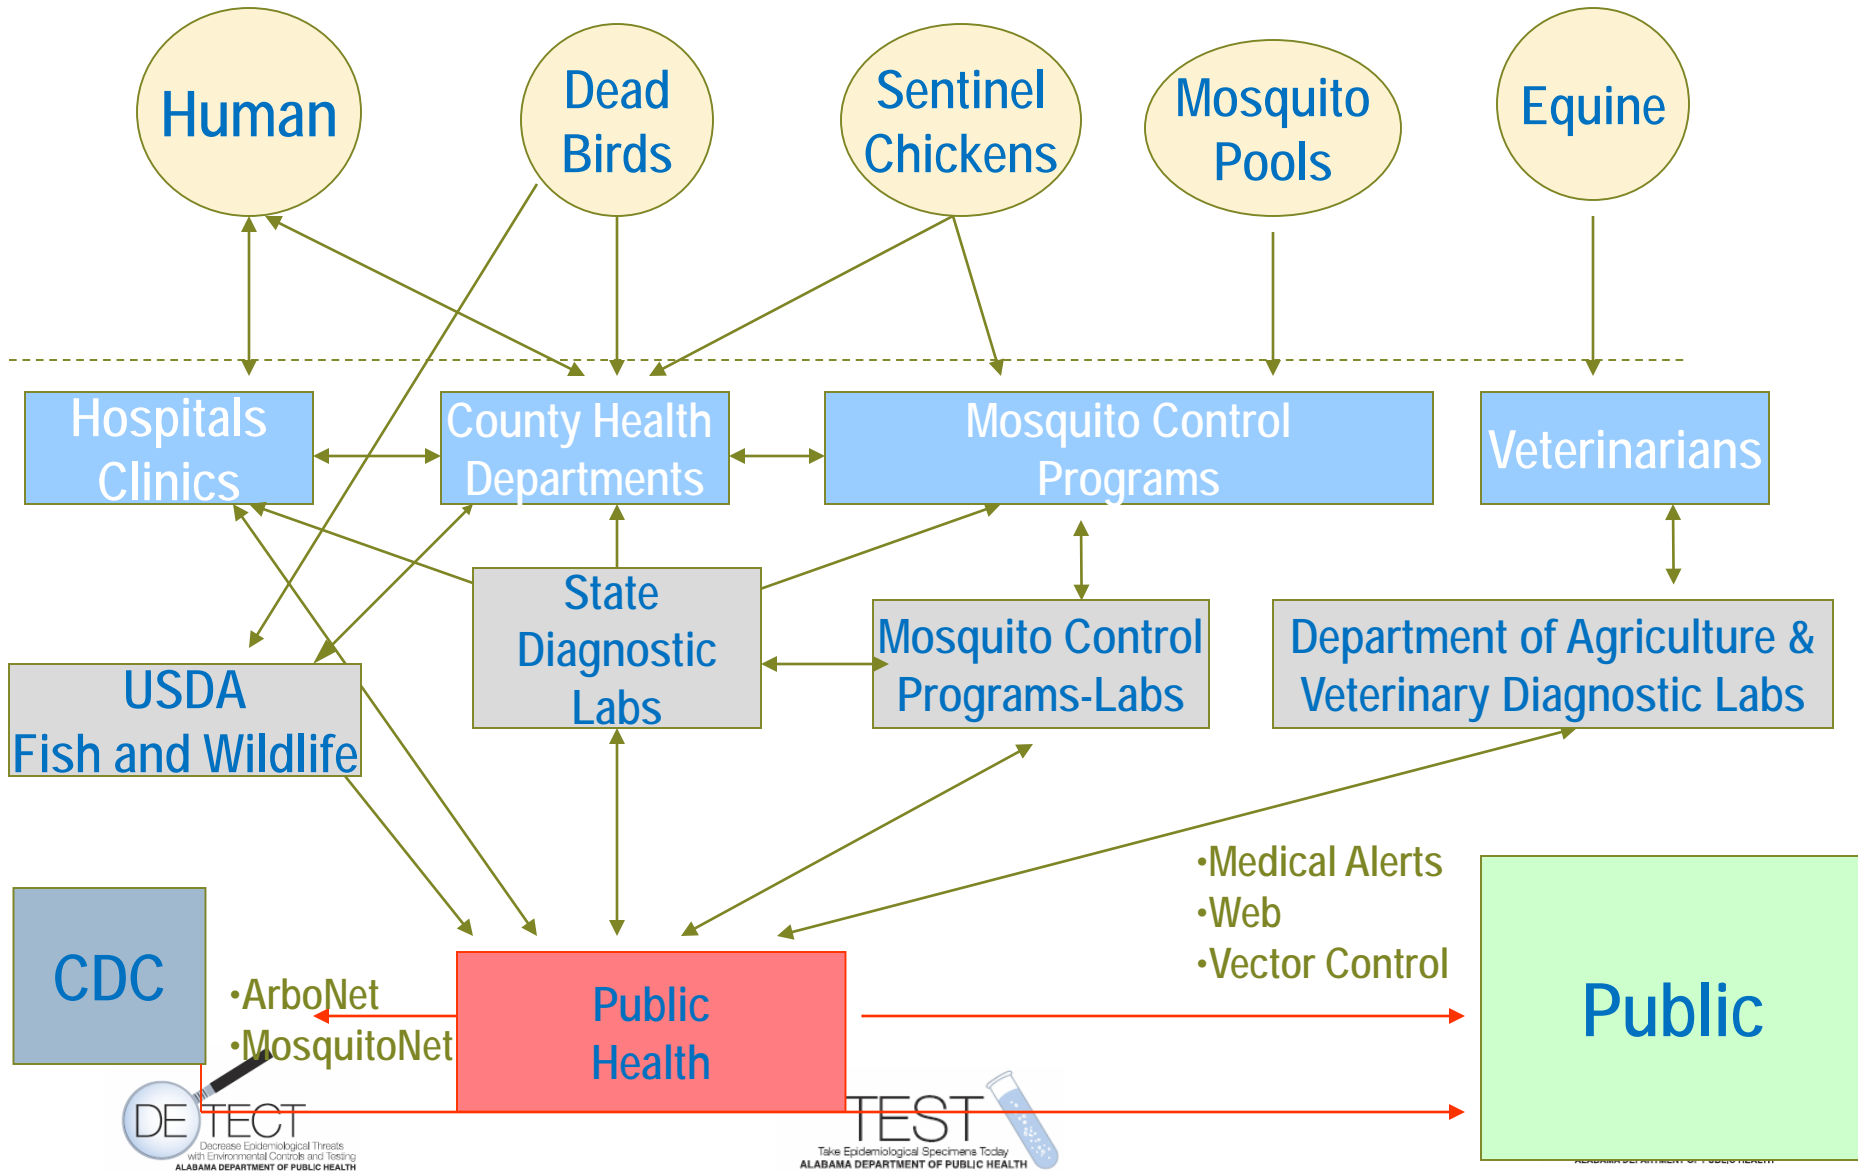 Human
Dead
Birds
Sentinel
Chickens
Mosquito
Pools
Equine
Hospitals
Clinics
County Health
Departments
Mosquito Control
Programs
Veterinarians
State
Diagnostic
Labs
Mosquito Control
Programs-Labs
Department of Agriculture &
Veterinary Diagnostic Labs
USDA
Fish and Wildlife
CDC
•ArboNet
•MosquitoNet
Public
Health
•Medical Alerts
•Web
•Vector Control
Public
DETECT
Decrease Epidemiological Threats
with Environmental Controls and Testing
ALABAMA DEPARTMENT OF PUBLIC HEALTH
TEST
Take Epidemiological Specimens Today
ALABAMA DEPARTMENT OF PUBLIC HEALTH